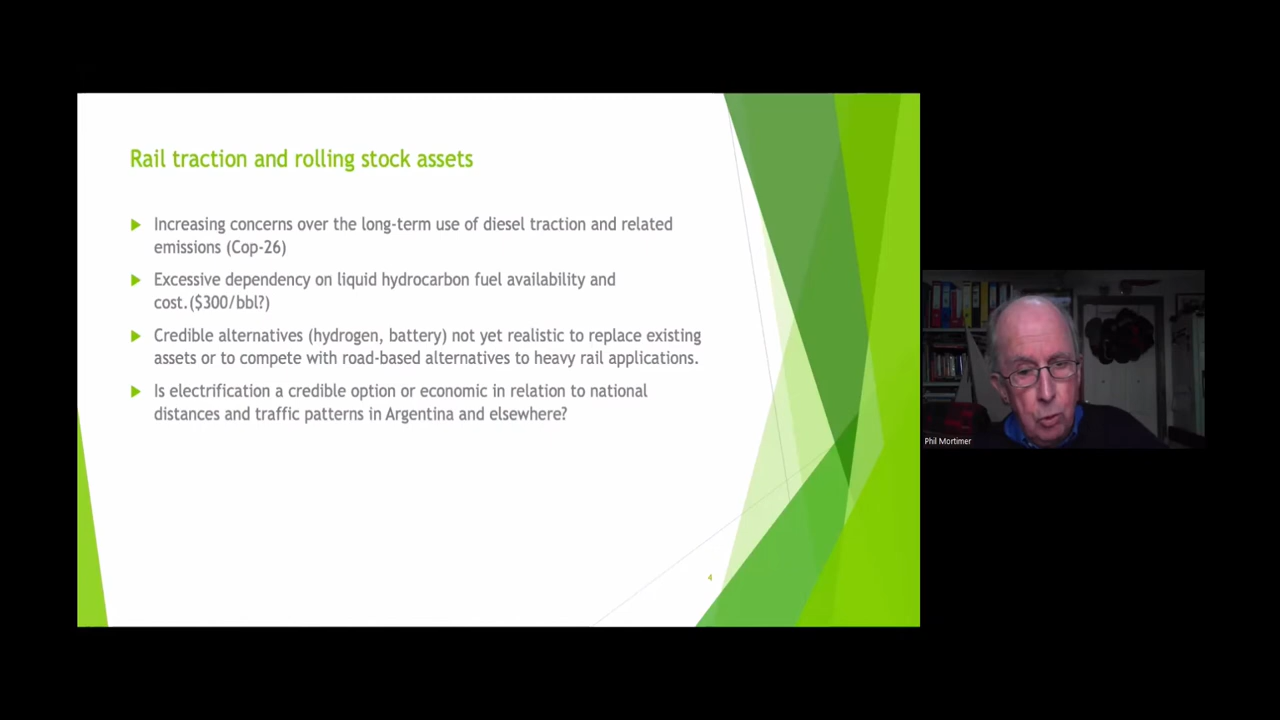 Rail traction and rolling stock assets
Increasing concerns over the long-term use of diesel traction and related
emissions (Cop-26)
Excessive dependency on liquid hydrocarbon fuel availability and
cost.($300/bbl?)
Credible alternatives (hydrogen, battery) not yet realistic to replace existing
assets or to compete with road-based alternatives to heavy rail applications.
Is electrification a credible option or economic in relation to national
distances and traffic patterns in Argentina and elsewhere?
4
Phil Mortimer